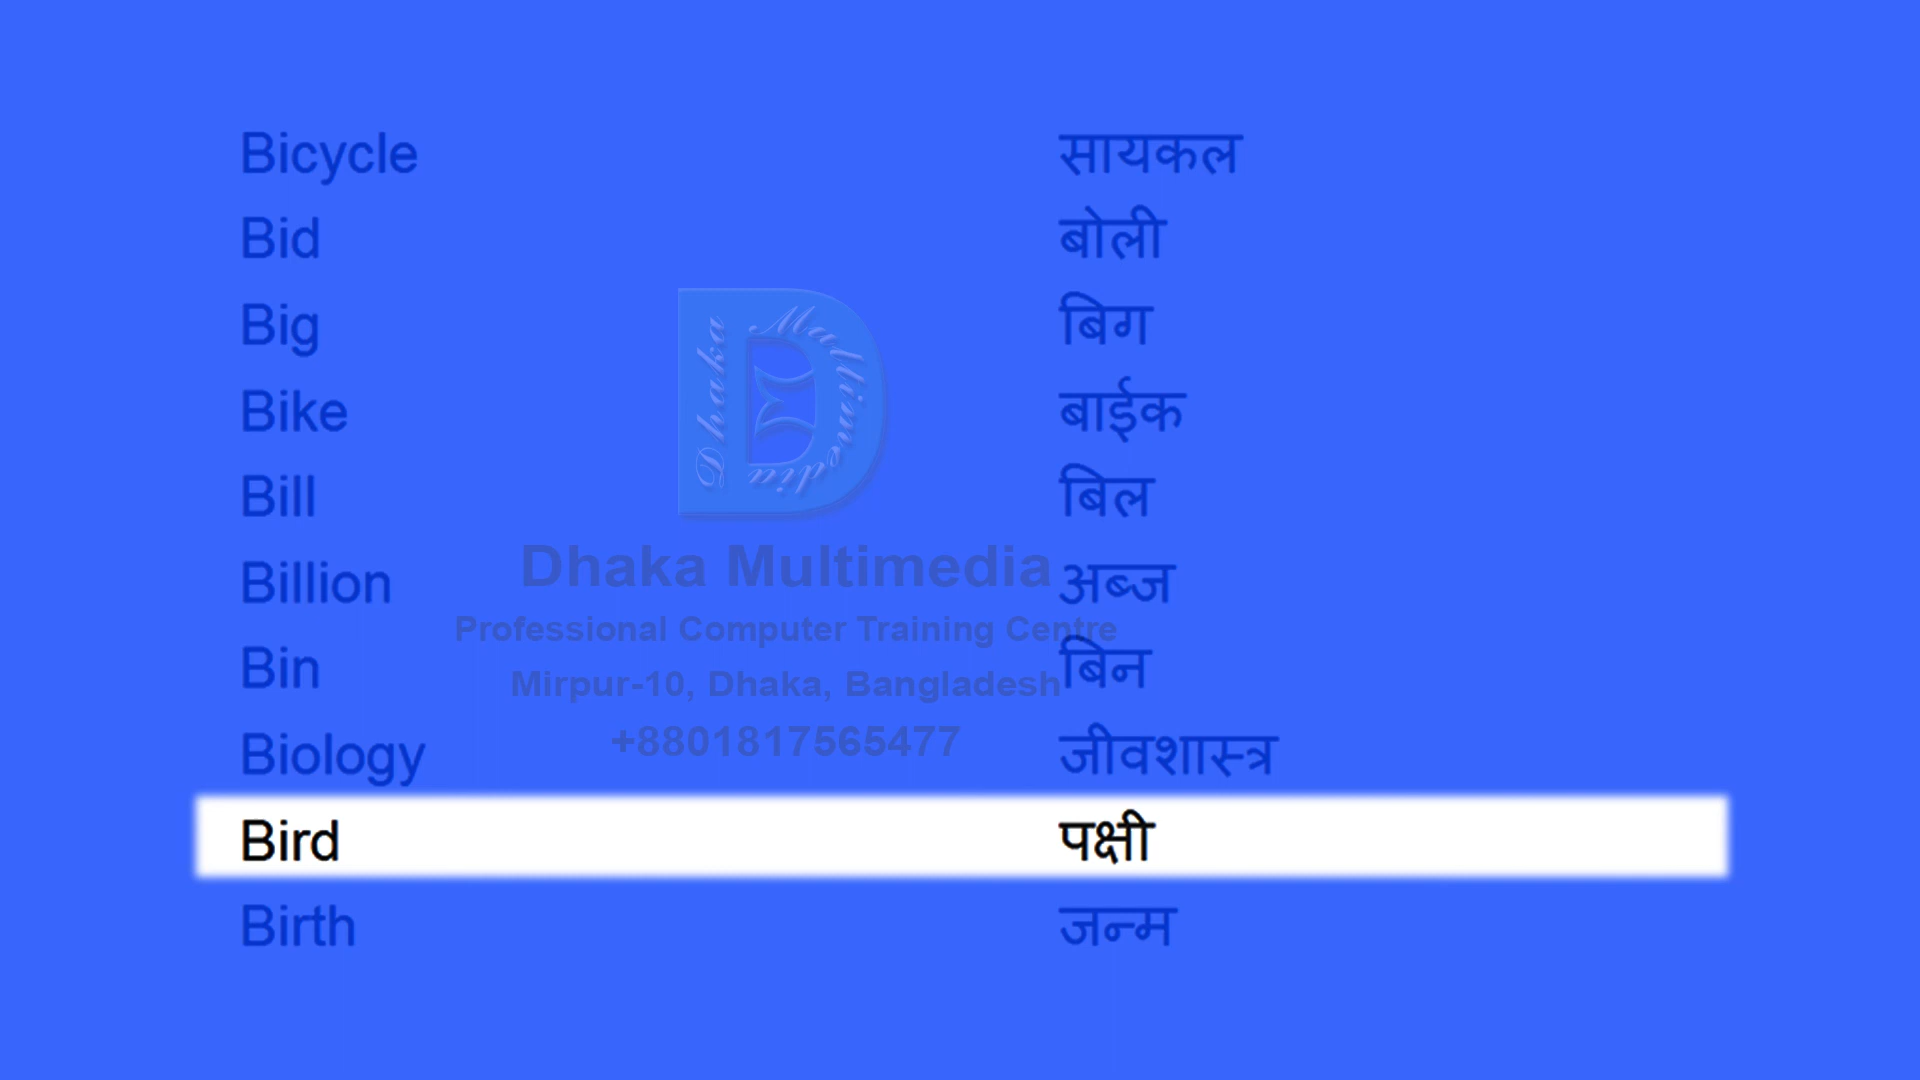 Bicycle सायकल
Bid बोली
Big बिग
Bike बाईक
Bill बिल
Billion अब्ज
Bin बिन
Biology जीवशास्त्र
Bird पक्षी
Birth जन्म
Dhaka Multimedia
Dhaka Multimedia
Professional Computer Training Centre
Mirpur-10, Dhaka, Bangladesh
+8801817565477